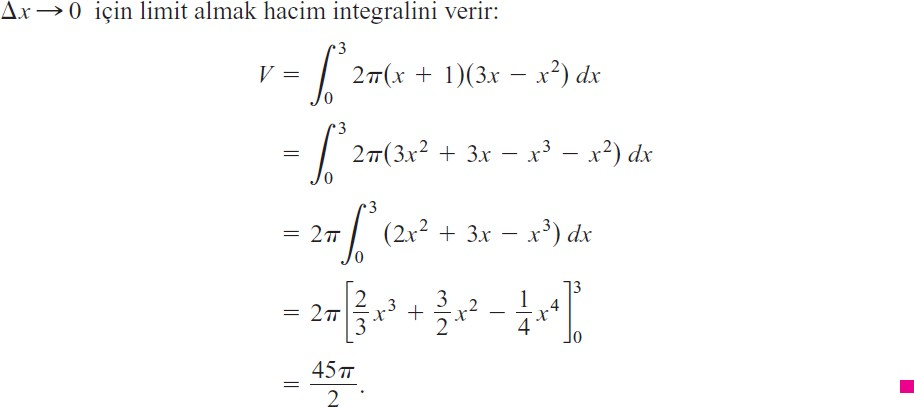 Δx → 0 için limit almak hacim integralini verir:
V = ∫₀³ 2π(x + 1)(3x − x²) dx
= ∫₀³ 2π(3x² + 3x − x³ − x²) dx
= 2π ∫₀³ (2x² + 3x − x³) dx
= 2π [2/3 x³ + 3/2 x² − 1/4 x⁴]₀³
= 45π/2 .